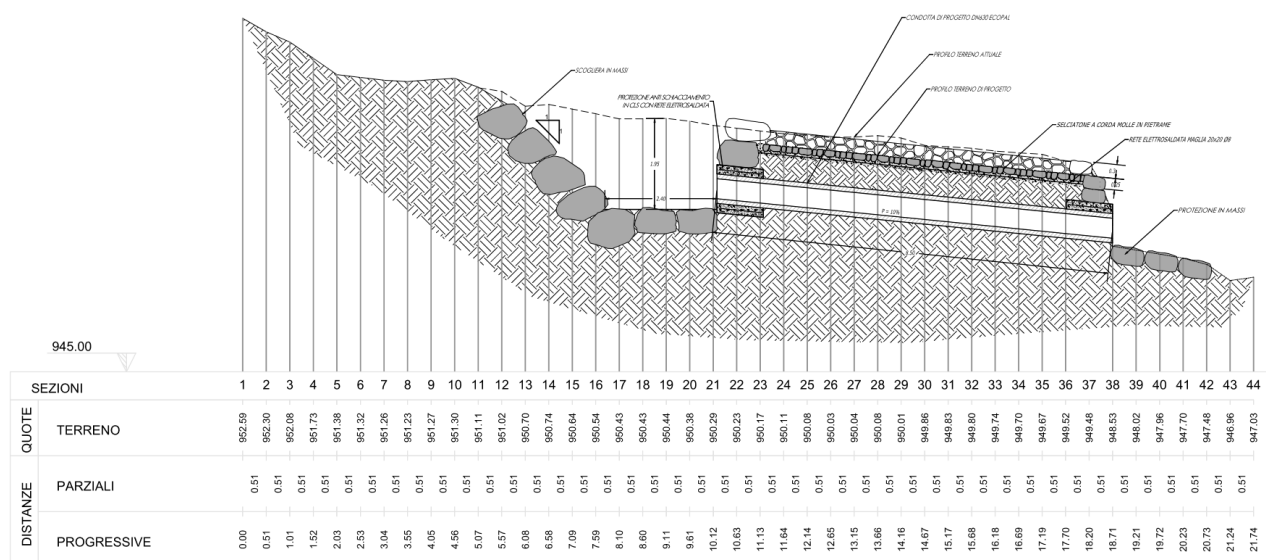 CONDOTTA DI PROGETTO DN630 ECOPAL
PROFILO TERRENO ATTUALE
SCOGLIERA IN MASSI
PROFILO TERRENO DI PROGETTO
PROTEZIONE ANTI SCHIACCIAMENTO
IN CLS CON RETE ELETTROSALDATA
SELCIATONE A CORDA MOLLE IN PIETRAME
RETE ELETTROSALDATA MAGLIA 20x20 Ø8
1.95
2.40
P = 10%
PROTEZIONE IN MASSI
945.00
SEZIONI 1 2 3 4 5 6 7 8 9 10 11 12 13 14 15 16 17 18 19 20 21 22 23 24 25 26 27 28 29 30 31 32 33 34 35 36 37 38 39 40 41 42 43 44
QUOTE
TERRENO 952.59 952.30 952.08 951.73 951.38 951.32 951.26 951.23 951.27 951.30 951.11 951.02 950.70 950.74 950.64 950.54 950.43 950.43 950.44 950.38 950.29 950.23 950.17 950.11 950.08 950.03 950.04 950.08 950.01 949.86 949.83 949.80 949.74 949.70 949.67 949.52 949.48 948.53 948.02 947.96 947.70 947.48 946.96 947.03
DISTANZE
PARZIALI 0.51 0.51 0.51 0.51 0.51 0.51 0.51 0.51 0.51 0.51 0.51 0.51 0.51 0.51 0.51 0.51 0.51 0.51 0.51 0.51 0.51 0.51 0.51 0.51 0.51 0.51 0.51 0.51 0.51 0.51 0.51 0.51 0.51 0.51 0.51 0.51 0.51 0.51 0.51 0.51 0.51 0.51 0.51
PROGRESSIVE 0.00 0.51 1.01 1.52 2.03 2.53 3.04 3.55 4.05 4.56 5.07 5.57 6.08 6.58 7.09 7.59 8.10 8.60 9.11 9.61 10.12 10.63 11.13 11.64 12.14 12.65 13.15 13.66 14.16 14.67 15.17 15.68 16.18 16.69 17.19 17.70 18.20 18.71 19.21 19.72 20.23 20.73 21.24 21.74